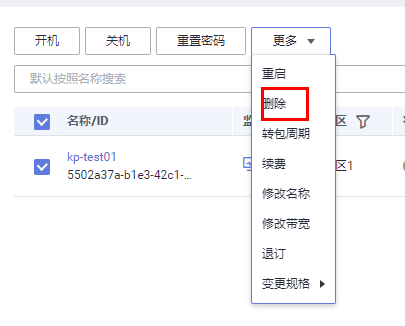 开机 关机 重置密码 更多
默认按照名称搜索
重启
删除
转包周期
续费
修改名称
修改带宽
退订
变更规格
名称/ID 监 区
kp-test01
5502a37a-b1e3-42c1-... 区1